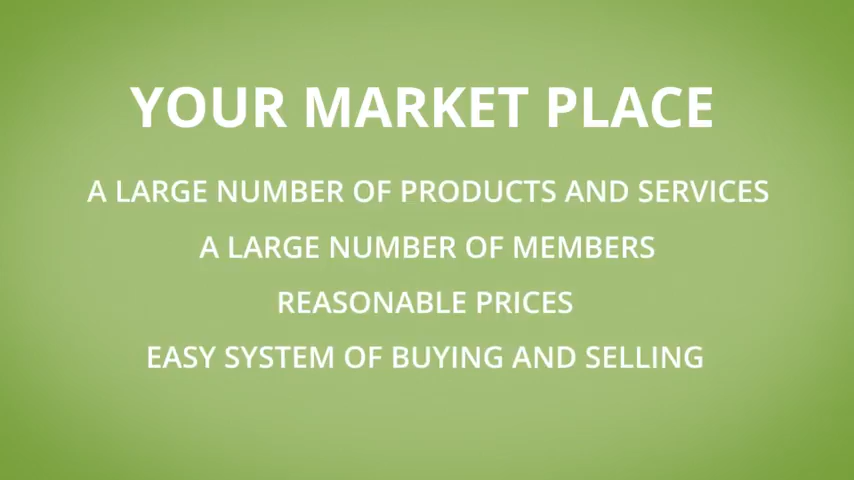 YOUR MARKET PLACE
A LARGE NUMBER OF PRODUCTS AND SERVICES
A LARGE NUMBER OF MEMBERS
REASONABLE PRICES
EASY SYSTEM OF BUYING AND SELLING